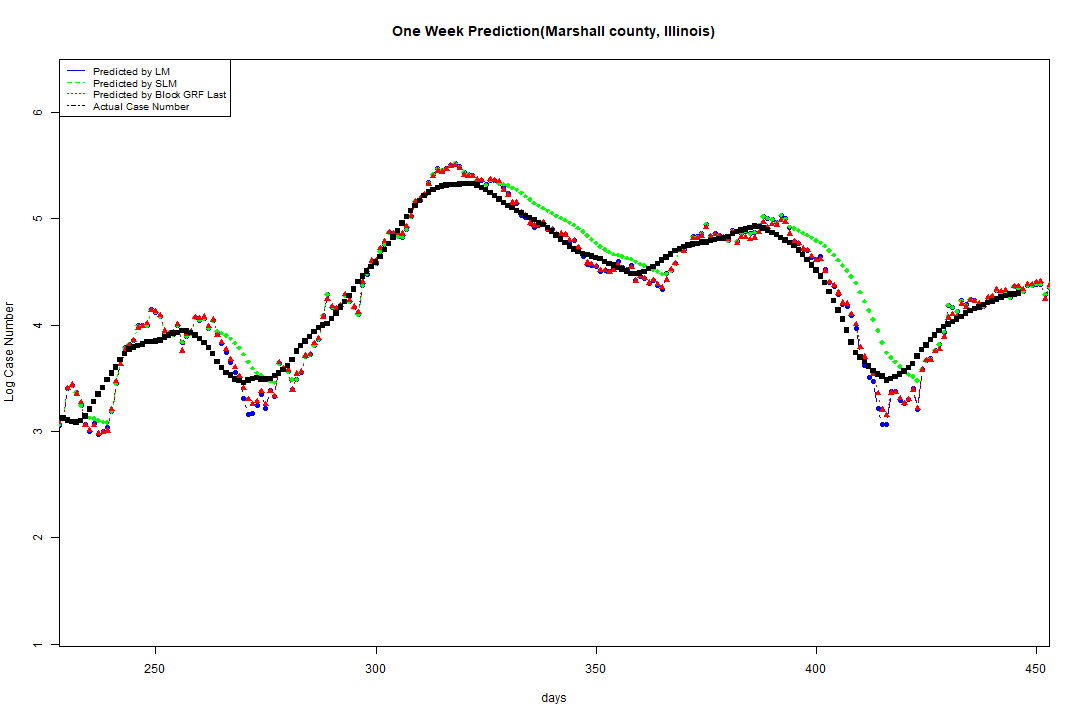 One Week Prediction(Marshall county, Illinois)
Predicted by LM
Predicted by SLM
Predicted by Block GRF Last
Actual Case Number
6
5
4
3
2
1
Log Case Number
250 300 350 400 450
days